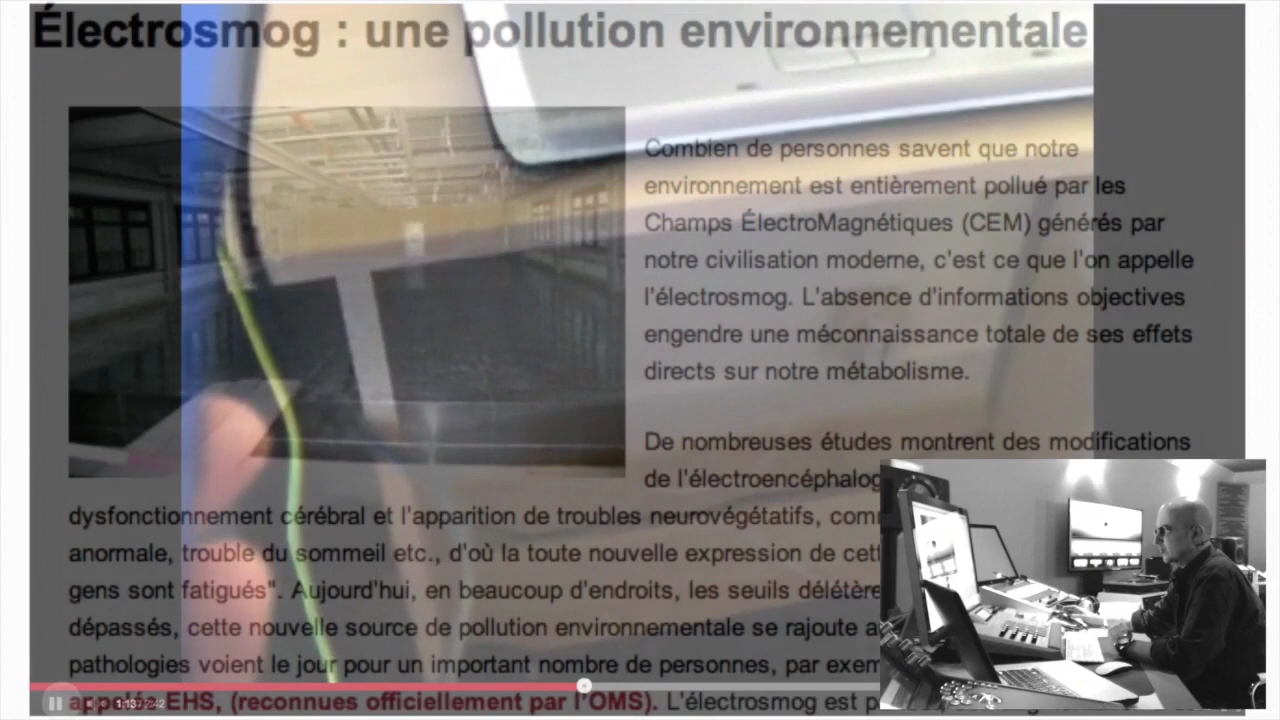 Électrosmog : une pollution environnementale
Combien de personnes savent que notre
environnement est entièrement pollué par les
Champs ÉlectroMagnétiques (CEM) générés par
notre civilisation moderne, c'est ce que l'on appelle
l'électrosmog. L'absence d'informations objectives
engendre une méconnaissance totale de ses effets
directs sur notre métabolisme.
De nombreuses études montrent des modifications
de l'électroencéphalog
dysfonctionnement cérébral et l'apparition de troubles neurovégétatifs, com
anormale, trouble du sommeil etc., d'où la toute nouvelle expression de cet
gens sont fatigués". Aujourd'hui, en beaucoup d'endroits, les seuils délétère
dépassés, cette nouvelle source de pollution environnementale se rajoute a
pathologies voient le jour pour un important nombre de personnes, par exem
appelée EHS, (reconnues officiellement par l'OMS). L'électrosmog est p